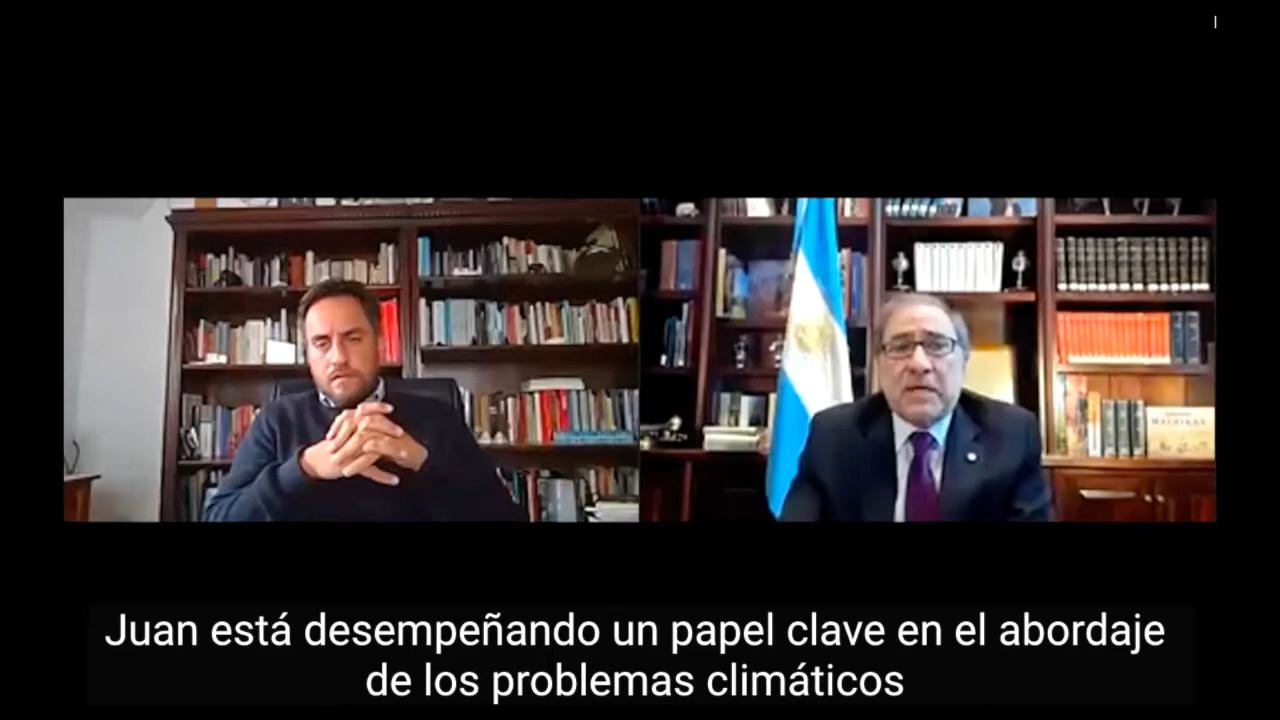 Juan está desempeñando un papel clave en el abordaje
de los problemas climáticos